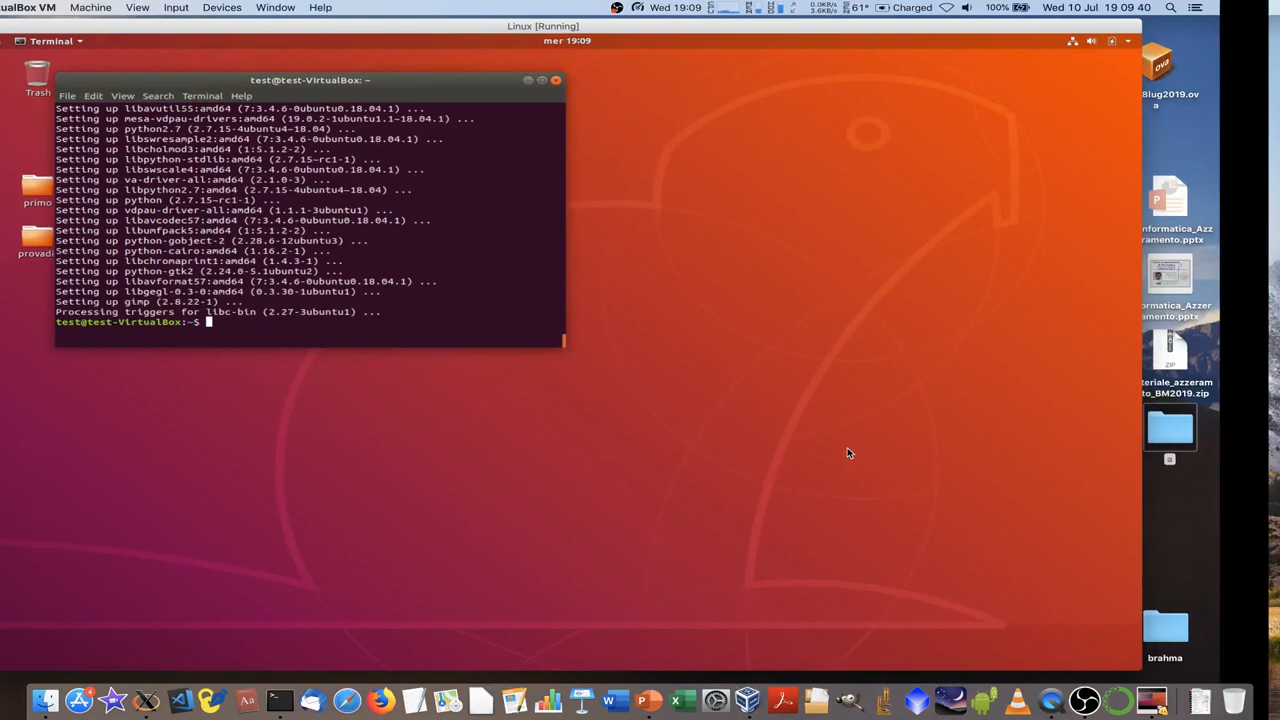 tualBox VM Machine View Input Devices Window Help Wed 19:09 0.0KB/s 3.6KB/s 61° Charged 100% Wed 10 Jul 19 09 40
Linux [Running]
Terminal mer 19:09
Trash
primo
provadi
test@test-VirtualBox: ~
File Edit View Search Terminal Help
Setting up libavutil55:amd64 (7:3.4.6-0ubuntu0.18.04.1) ...
Setting up mesa-vdpau-drivers:amd64 (19.0.2-1ubuntu1.1~18.04.1) ...
Setting up python2.7 (2.7.15-4ubuntu4~18.04) ...
Setting up libswresample2:amd64 (7:3.4.6-0ubuntu0.18.04.1) ...
Setting up libcholmod3:amd64 (1:5.1.2-2) ...
Setting up libpython-stdlib:amd64 (2.7.15~rc1-1) ...
Setting up libswscale4:amd64 (7:3.4.6-0ubuntu0.18.04.1) ...
Setting up va-driver-all:amd64 (2.1.0-3) ...
Setting up libpython2.7:amd64 (2.7.15-4ubuntu4~18.04) ...
Setting up python (2.7.15~rc1-1) ...
Setting up vdpau-driver-all:amd64 (1.1.1-3ubuntu1) ...
Setting up libavcodec57:amd64 (7:3.4.6-0ubuntu0.18.04.1) ...
Setting up libumfpack5:amd64 (1:5.1.2-2) ...
Setting up python-gobject-2 (2.28.6-12ubuntu3) ...
Setting up python-cairo:amd64 (1.16.2-1) ...
Setting up libchromaprint1:amd64 (1.4.3-1) ...
Setting up python-gtk2 (2.24.0-5.1ubuntu2) ...
Setting up libavformat57:amd64 (7:3.4.6-0ubuntu0.18.04.1) ...
Setting up libgegl-0.3-0:amd64 (0.3.30-1ubuntu1) ...
Setting up gimp (2.8.22-1) ...
Processing triggers for libc-bin (2.27-3ubuntu1) ...
test@test-VirtualBox:~$
8lug2019.ov
a
nformatica_Azz
ramento.pptx
nformatica_Azzer
amento.pptx
ZIP
teriale_azzeram
to_BM2019.zip
a
brahma